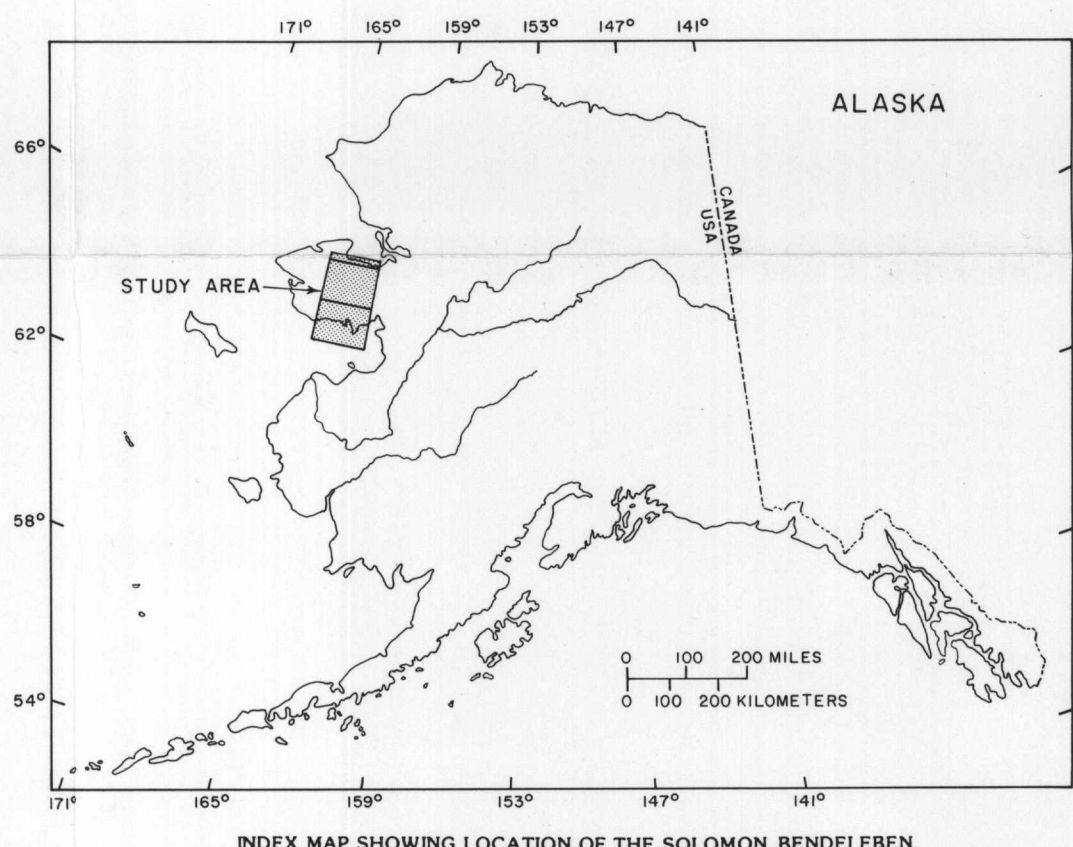 171° 165° 159° 153° 147° 141°
ALASKA
66°
CANADA
USA
STUDY AREA
62°
58°
0 100 200 MILES
0 100 200 KILOMETERS
54°
171° 165° 159° 153° 147° 141°
INDEX MAP SHOWING LOCATION OF THE SOLOMON BENDELEBEN